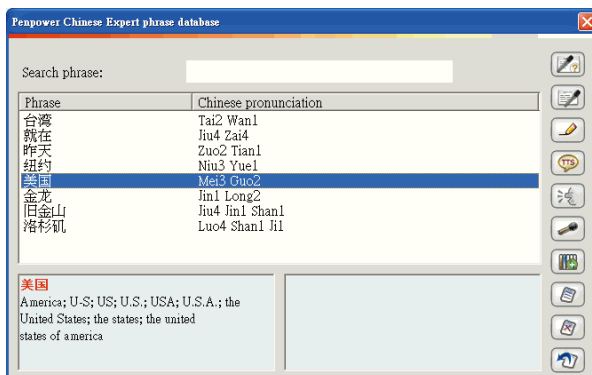 Penpower Chinese Expert phrase database
Search phrase:
Phrase Chinese pronunciation
台湾 Tai2 Wan1
就在 Jiu4 Zai4
昨天 Zuo2 Tian1
纽约 Niu3 Yue1
美国 Mei3 Guo2
金龙 Jin1 Long2
旧金山 Jiu4 Jin1 Shan1
洛杉矶 Luo4 Shan1 Ji1
美国
America; U-S; US; U.S.; USA; U.S.A.; the
United States; the states; the united
states of america
TTS